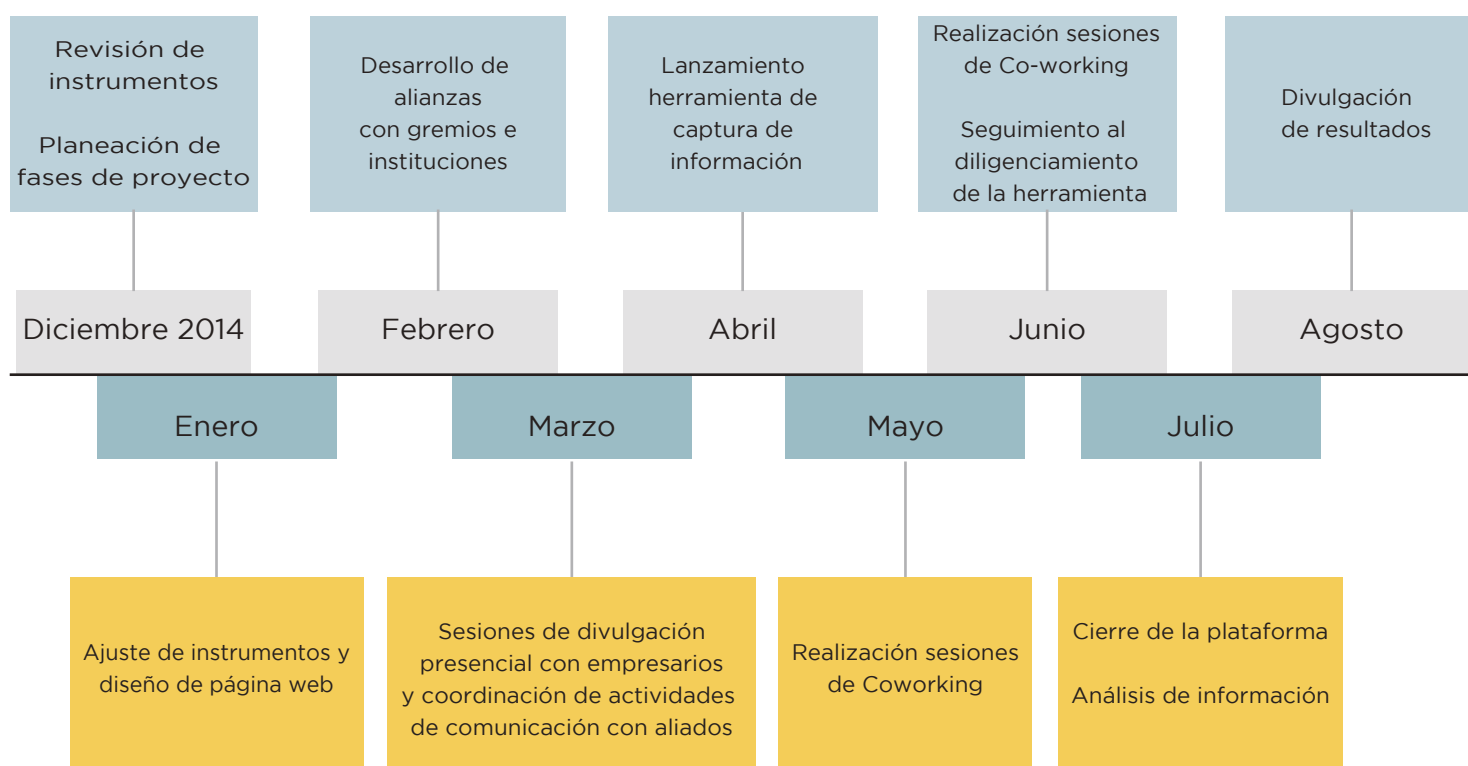 Revisión de
instrumentos
Planeación de
fases de proyecto
Desarrollo de
alianzas
con gremios e
instituciones
Lanzamiento
herramienta de
captura de
información
Realización sesiones
de Co-working
Seguimiento al
diligenciamiento
de la herramienta
Divulgación
de resultados
Diciembre 2014
Febrero
Abril
Junio
Agosto
Enero
Marzo
Mayo
Julio
Ajuste de instrumentos y
diseño de página web
Sesiones de divulgación
presencial con empresarios
y coordinación de actividades
de comunicación con aliados
Realización sesiones
de Coworking
Cierre de la plataforma
Análisis de información